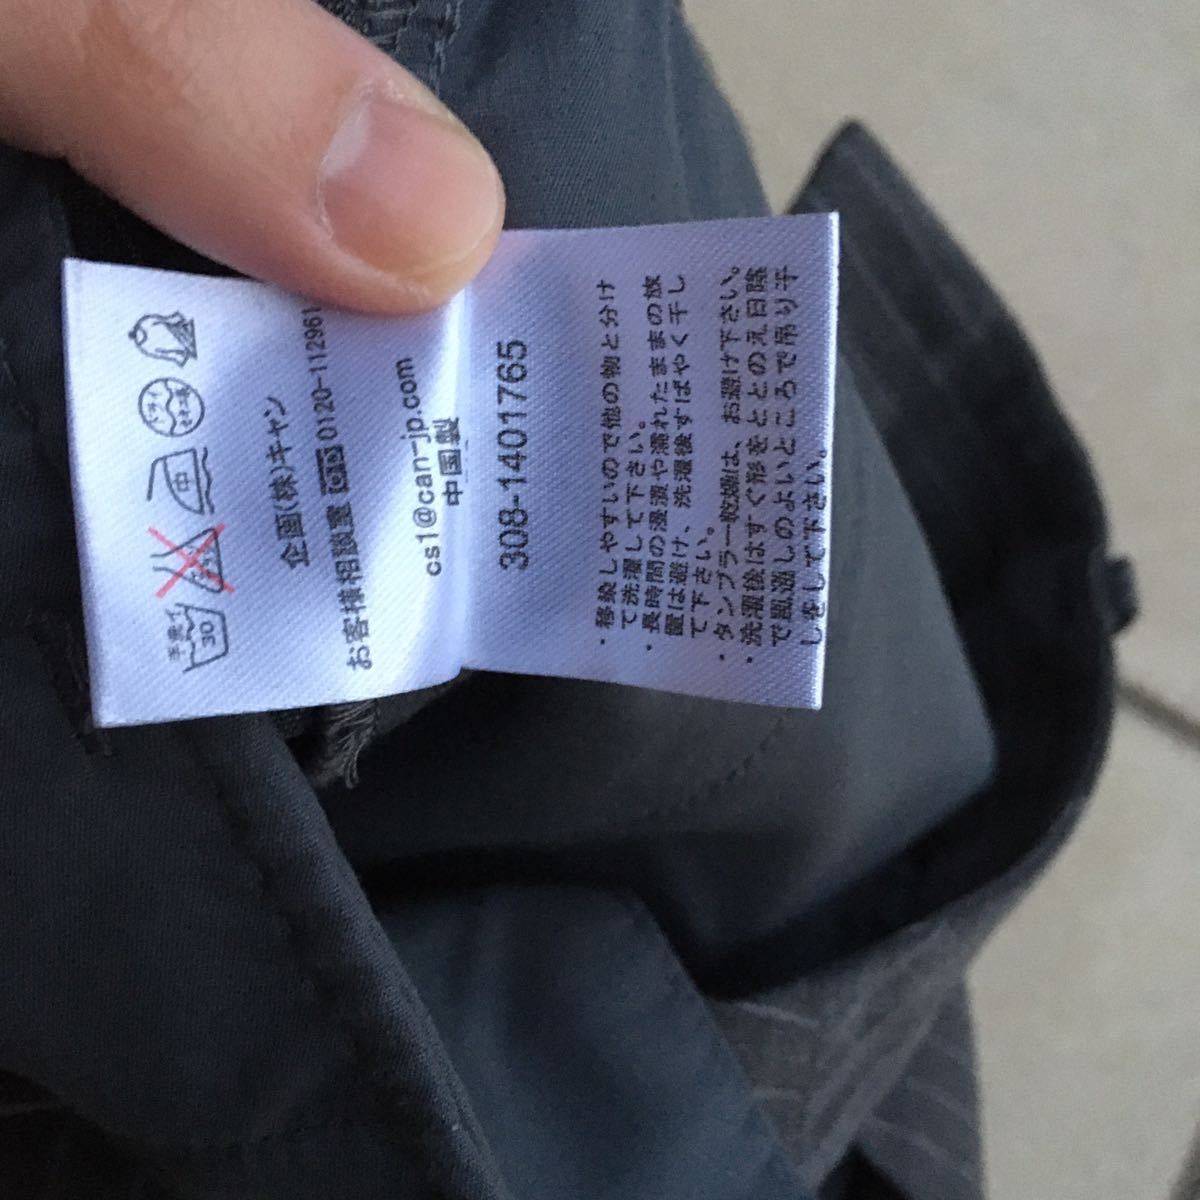 手洗イ
30
中
企画(株)キャン
お客様相談室 0120-112961
cs1@can-jp.com
中国製
308-1401765
・移染しやすいので他の物と分け
て洗濯して下さい。
・長時間の浸漬や濡れたままの放
置は避け、洗濯後すばやく干し
て下さい。
・タンブラー乾燥は、お避け下さい。
・洗濯後はすぐ形をととのえ日陰
で風通しのよいところで吊り干
しをして下さい。